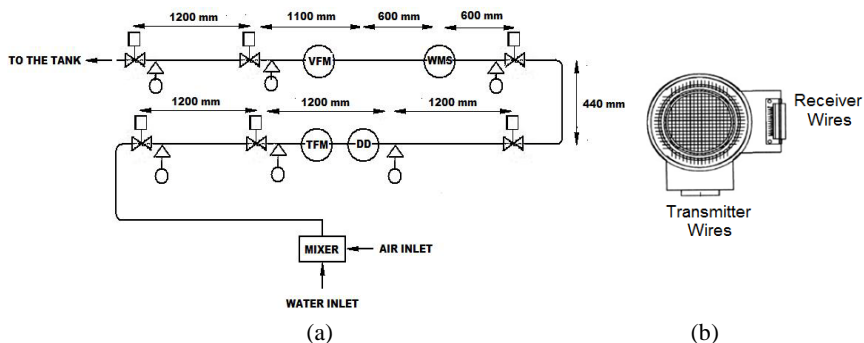 1200 mm
1100 mm
600 mm
600 mm
TO THE TANK
VFM
WMS
1200 mm
1200 mm
1200 mm
440 mm
TFM
DD
MIXER
AIR INLET
WATER INLET
(a)
Receiver
Wires
Transmitter
Wires
(b)